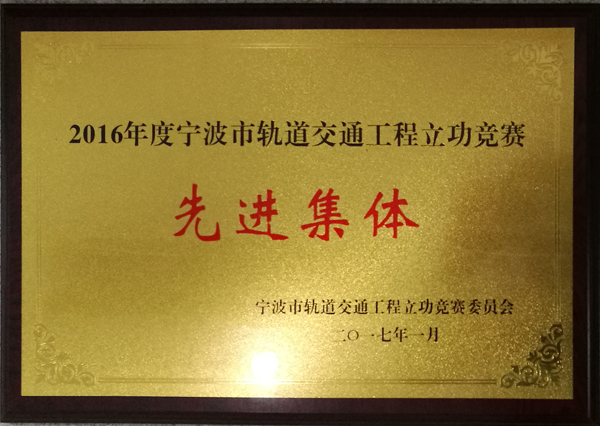 2016年度宁波市轨道交通工程立功竞赛
先进集体
宁波市轨道交通工程立功竞赛委员会
二〇一七年一月